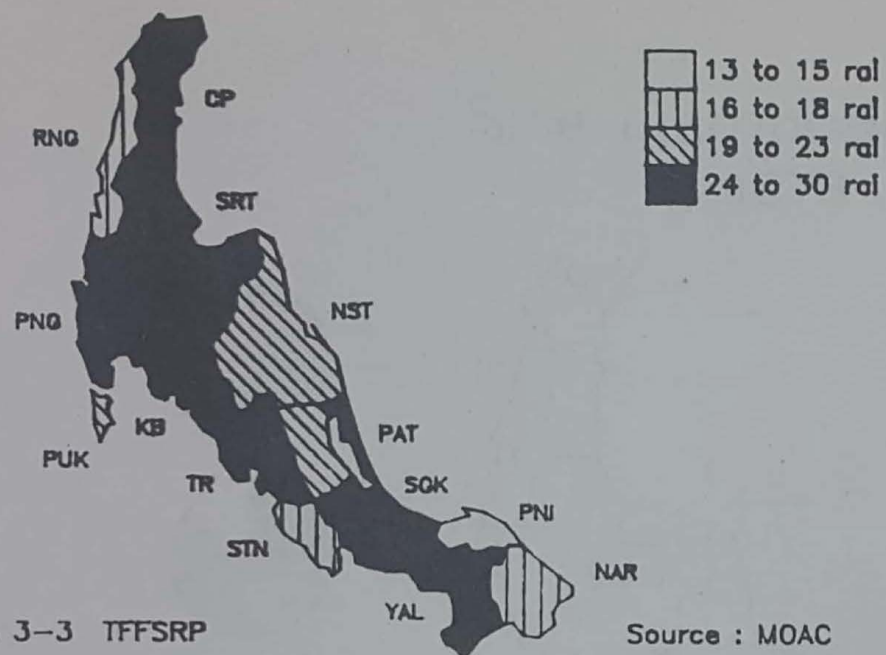 13 to 15 rai
16 to 18 rai
19 to 23 rai
24 to 30 rai
CP
RNG
SRT
PNG
NST
KB
PUK
PAT
TR
SGK
PNI
STN
NAR
YAL
3-3 TFFSRP
Source : MOAC